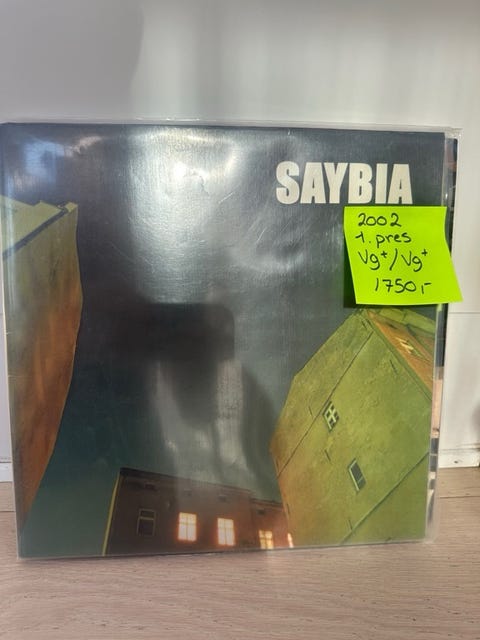 SAYBIA
2002
1. pres
Vg+/Vg+
1750,-